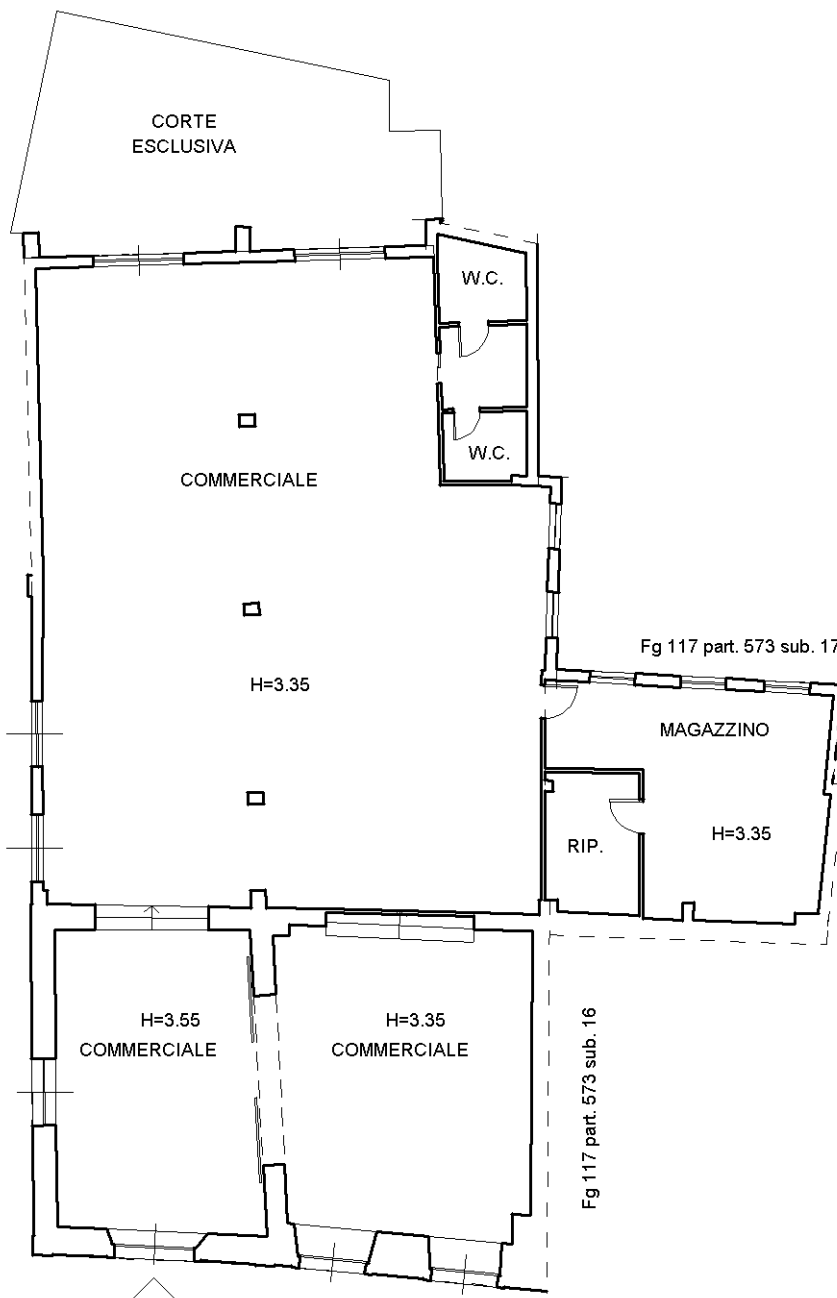 CORTE
ESCLUSIVA
W.C.
W.C.
COMMERCIALE
H=3.35
Fg 117 part. 573 sub. 17
MAGAZZINO
RIP.
H=3.35
H=3.55
COMMERCIALE
H=3.35
COMMERCIALE
Fg 117 part. 573 sub. 16